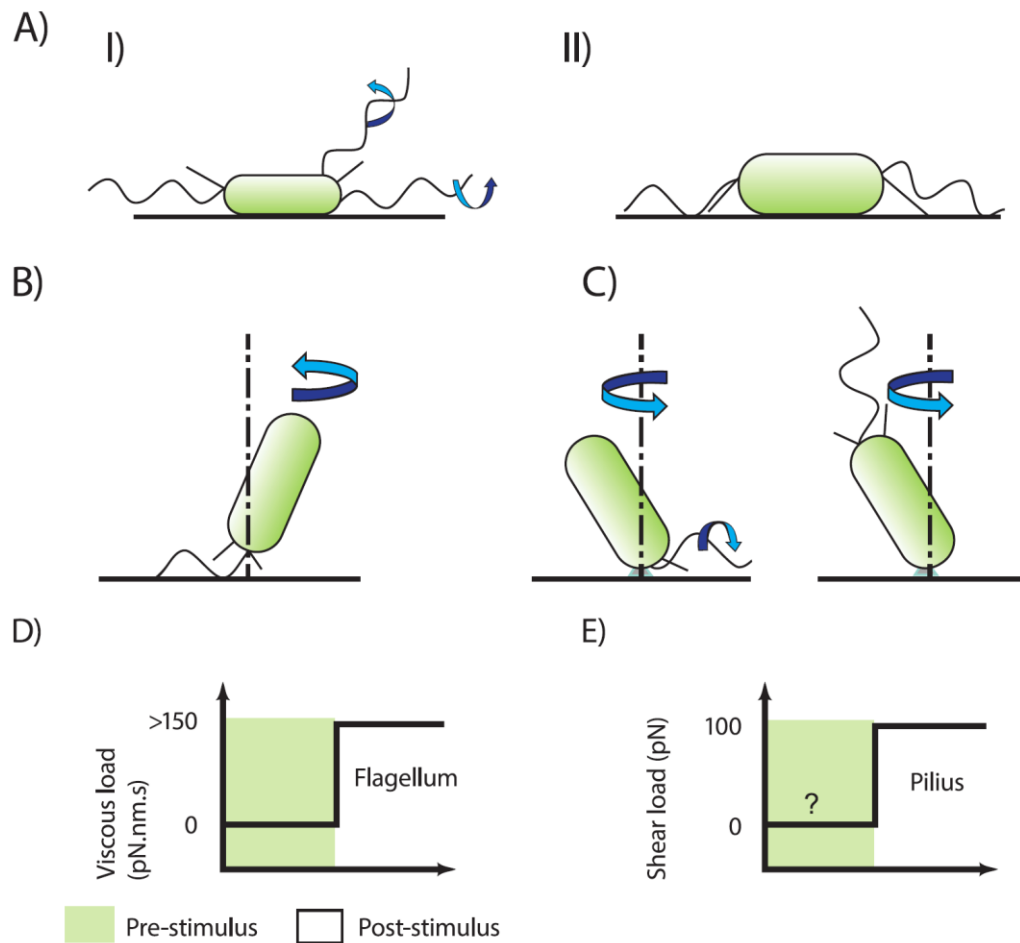 A)
I)
II)
B)
C)
D)
E)
>150
0
Viscous load
(pN.nm.s)
Flagellum
100
0
Shear load (pN)
?
Pilius
Pre-stimulus
Post-stimulus